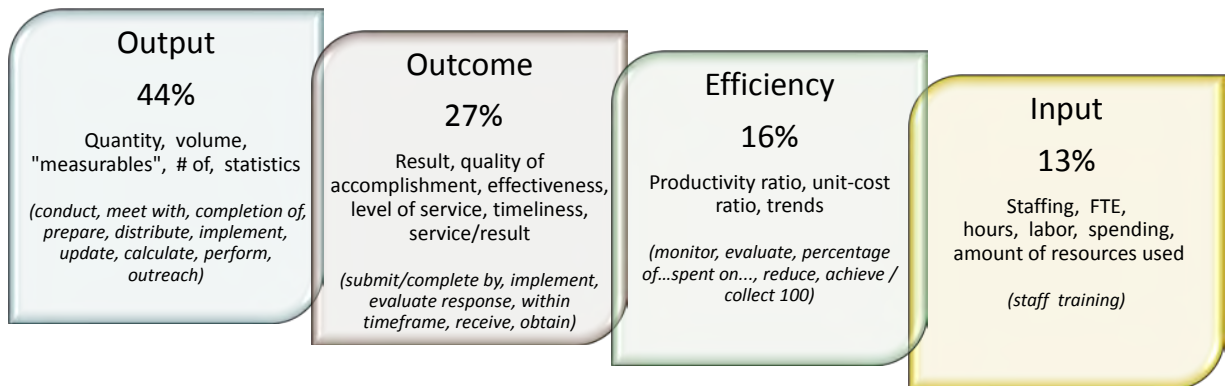 Output
44%
Quantity, volume,
"measurables", # of, statistics
(conduct, meet with, completion of,
prepare, distribute, implement,
update, calculate, perform,
outreach)
Outcome
27%
Result, quality of
accomplishment, effectiveness,
level of service, timeliness,
service/result
(submit/complete by, implement,
evaluate response, within
timeframe, receive, obtain)
Efficiency
16%
Productivity ratio, unit-cost
ratio, trends
(monitor, evaluate, percentage
of...spent on..., reduce, achieve /
collect 100)
Input
13%
Staffing, FTE,
hours, labor, spending,
amount of resources used
(staff training)